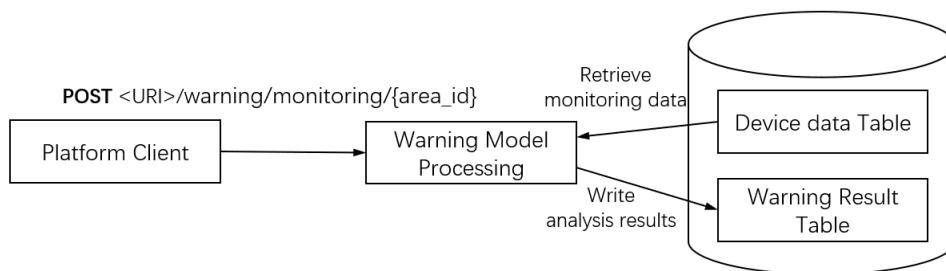 POST <URI>/warning/monitoring/{area_id}
Platform Client
Warning Model
Processing
Retrieve
monitoring data
Write
analysis results
Device data Table
Warning Result
Table